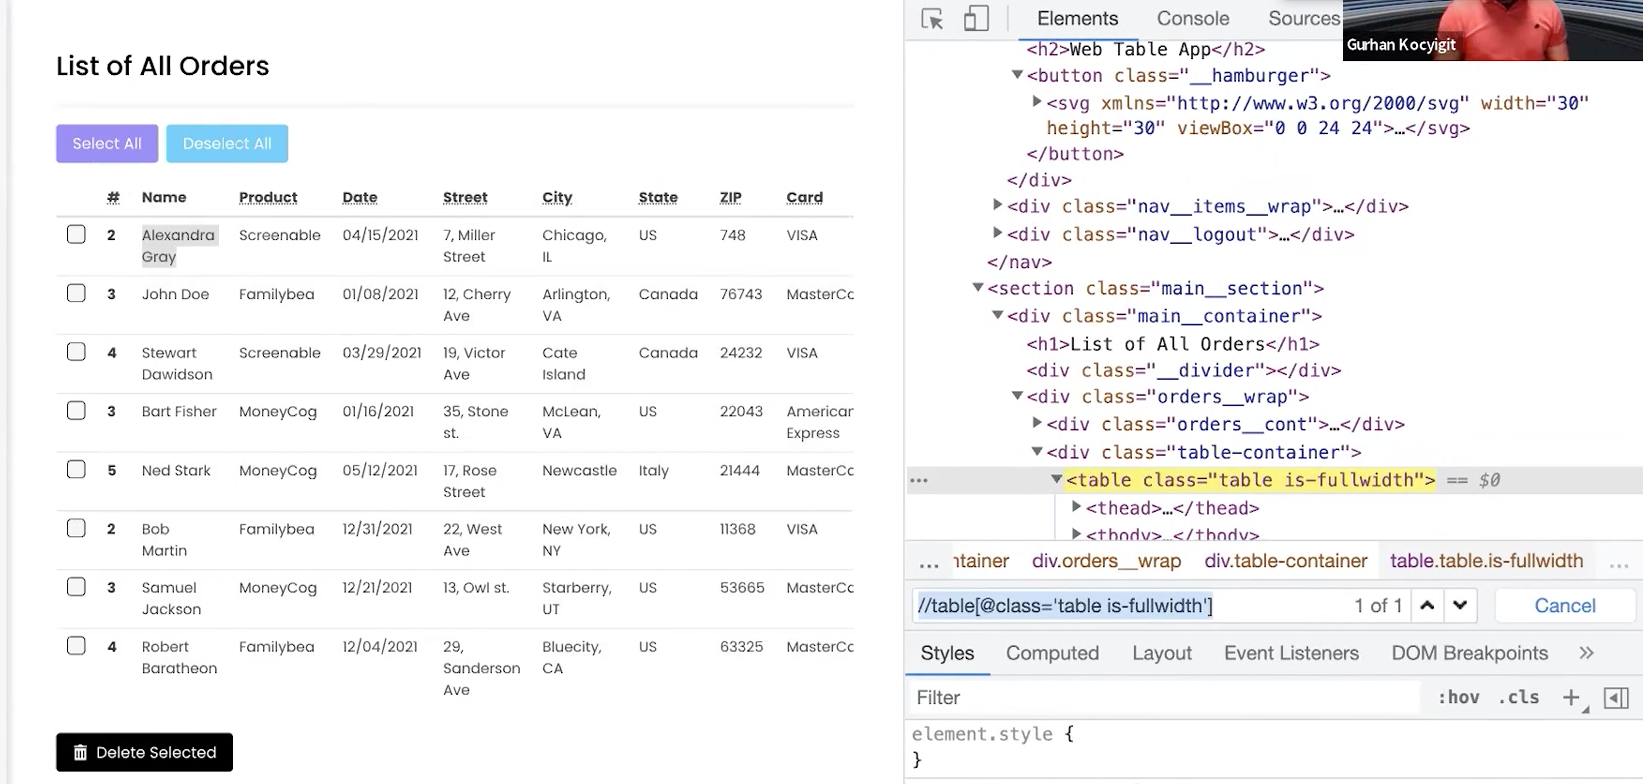 List of All Orders
Select All Deselect All
# Name Product Date Street City State ZIP Card
2 Alexandra Gray Screenable 04/15/2021 7, Miller Street Chicago, IL US 748 VISA
3 John Doe Familybea 01/08/2021 12, Cherry Ave Arlington, VA Canada 76743 MasterCa
4 Stewart Dawidson Screenable 03/29/2021 19, Victor Ave Cate Island Canada 24232 VISA
3 Bart Fisher MoneyCog 01/16/2021 35, Stone st. McLean, VA US 22043 American Express
5 Ned Stark MoneyCog 05/12/2021 17, Rose Street Newcastle Italy 21444 MasterCa
2 Bob Martin Familybea 12/31/2021 22, West Ave New York, NY US 11368 VISA
3 Samuel Jackson MoneyCog 12/21/2021 13, Owl st. Starberry, UT US 53665 MasterCa
4 Robert Baratheon Familybea 12/04/2021 29, Sanderson Ave Bluecity, CA US 63325 MasterCa
Delete Selected
Elements Console Sources
Gurhan Kocyigit
<h2>Web Table App</h2>
<button class="__hamburger">
<svg xmlns="http://www.w3.org/2000/svg" width="30"
height="30" viewBox="0 0 24 24">…</svg>
</button>
</div>
<div class="nav__items__wrap">…</div>
<div class="nav__logout">…</div>
</nav>
<section class="main__section">
<div class="main__container">
<h1>List of All Orders</h1>
<div class="__divider"></div>
<div class="orders__wrap">
<div class="orders__cont">…</div>
<div class="table-container">
<table class="table is-fullwidth"> == $0
<thead>…</thead>
<tbody>…</tbody>
… ntainer div.orders__wrap div.table-container table.table.is-fullwidth …
//table[@class='table is-fullwidth'] 1 of 1 Cancel
Styles Computed Layout Event Listeners DOM Breakpoints »
Filter :hov .cls +
element.style {
}